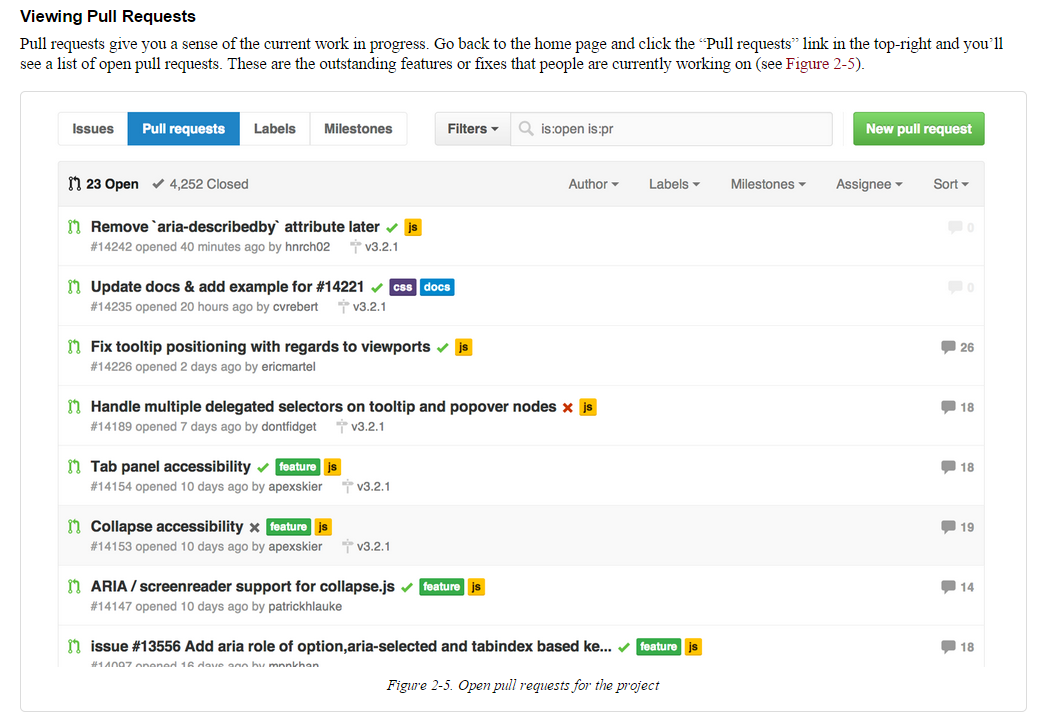 Viewing Pull Requests
Pull requests give you a sense of the current work in progress. Go back to the home page and click the “Pull requests” link in the top-right and you’ll
see a list of open pull requests. These are the outstanding features or fixes that people are currently working on (see Figure 2-5).
Issues Pull requests Labels Milestones Filters is:open is:pr New pull request
23 Open 4,252 Closed Author Labels Milestones Assignee Sort
Remove `aria-describedby` attribute later js 0
#14242 opened 40 minutes ago by hnrch02 v3.2.1
Update docs & add example for #14221 css docs 0
#14235 opened 20 hours ago by cvrebert v3.2.1
Fix tooltip positioning with regards to viewports js 26
#14226 opened 2 days ago by ericmartel
Handle multiple delegated selectors on tooltip and popover nodes js 18
#14189 opened 7 days ago by dontfidget v3.2.1
Tab panel accessibility feature js 18
#14154 opened 10 days ago by apexskier v3.2.1
Collapse accessibility feature js 19
#14153 opened 10 days ago by apexskier v3.2.1
ARIA / screenreader support for collapse.js feature js 14
#14147 opened 10 days ago by patrickhlauke
issue #13556 Add aria role of option,aria-selected and tabindex based ke... feature js 18
#14097 opened 16 days ago by mpnkhan
Figure 2-5. Open pull requests for the project